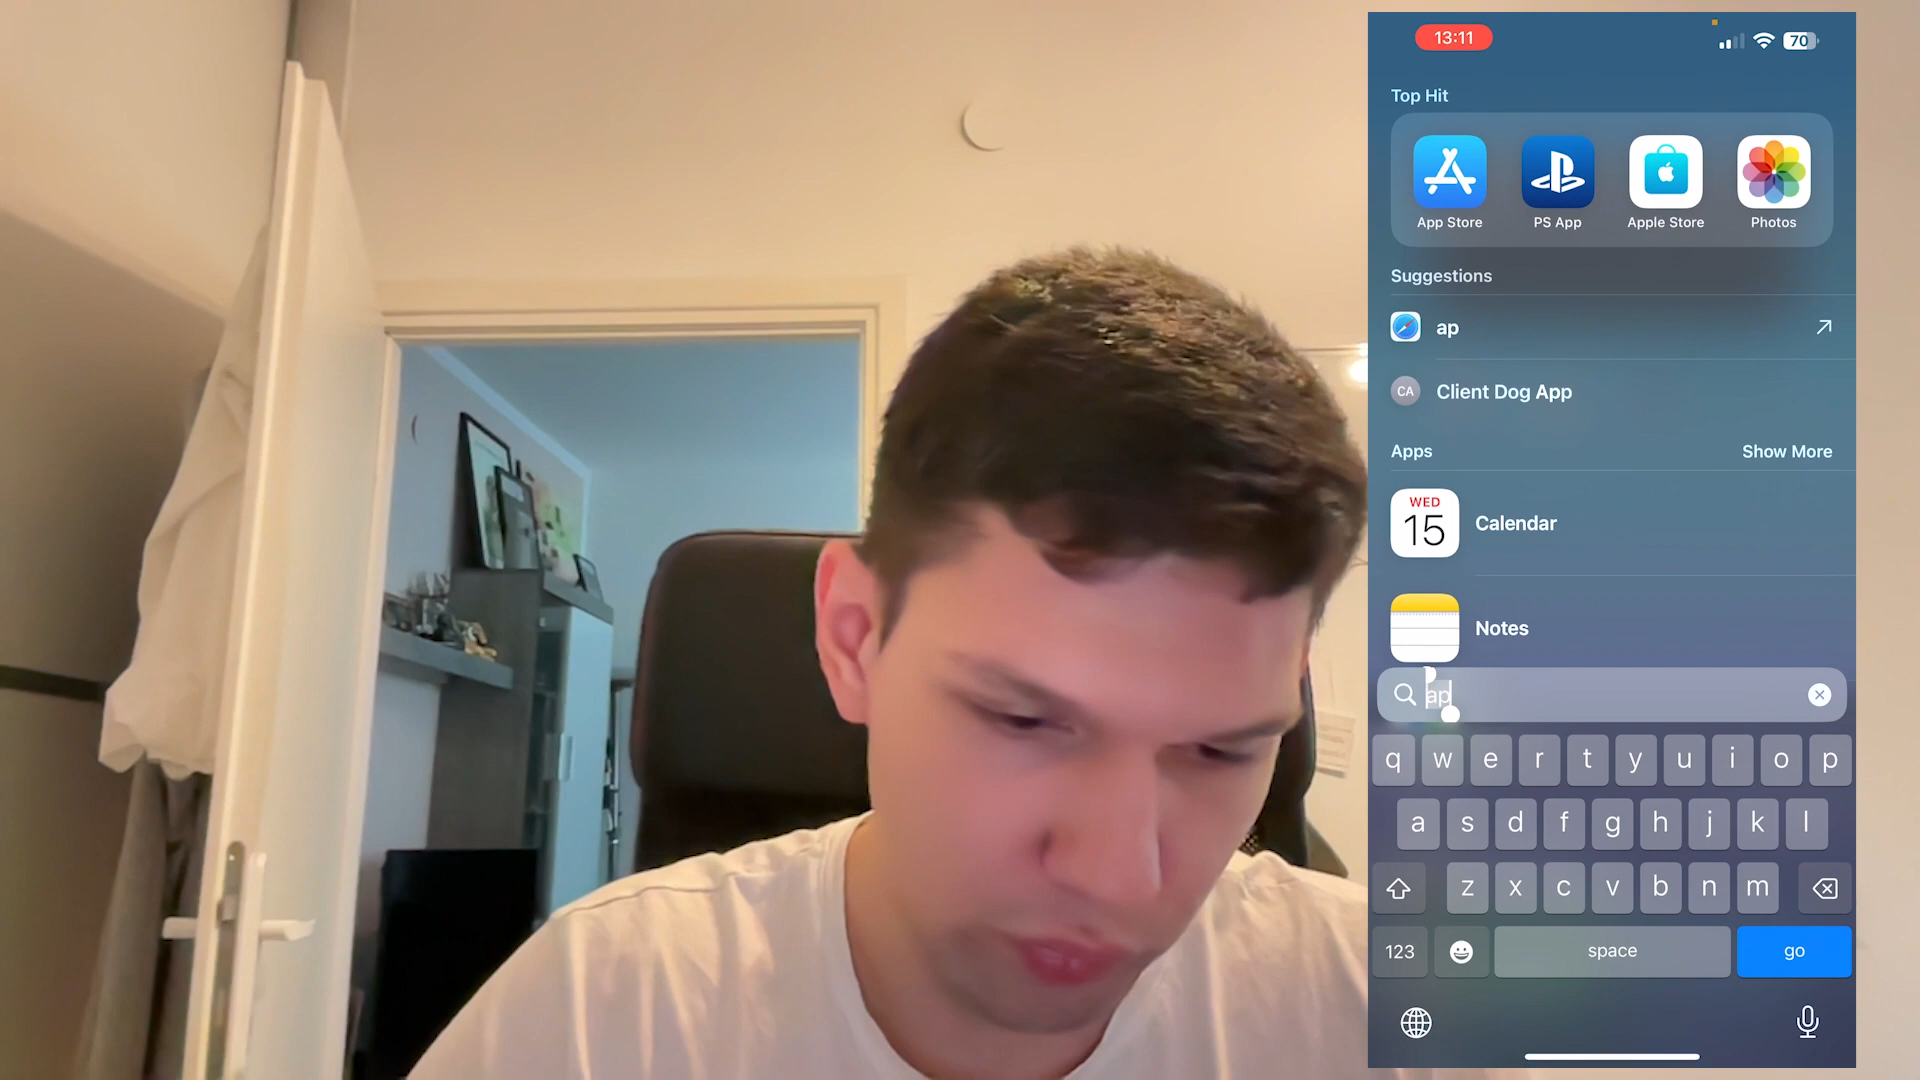 13:11
70
Top Hit
App Store
PS App
Apple Store
Photos
Suggestions
ap
CA
Client Dog App
Apps
Show More
WED
15
Calendar
Notes
ap
q w e r t y u i o p
a s d f g h j k l
z x c v b n m
123
space
go